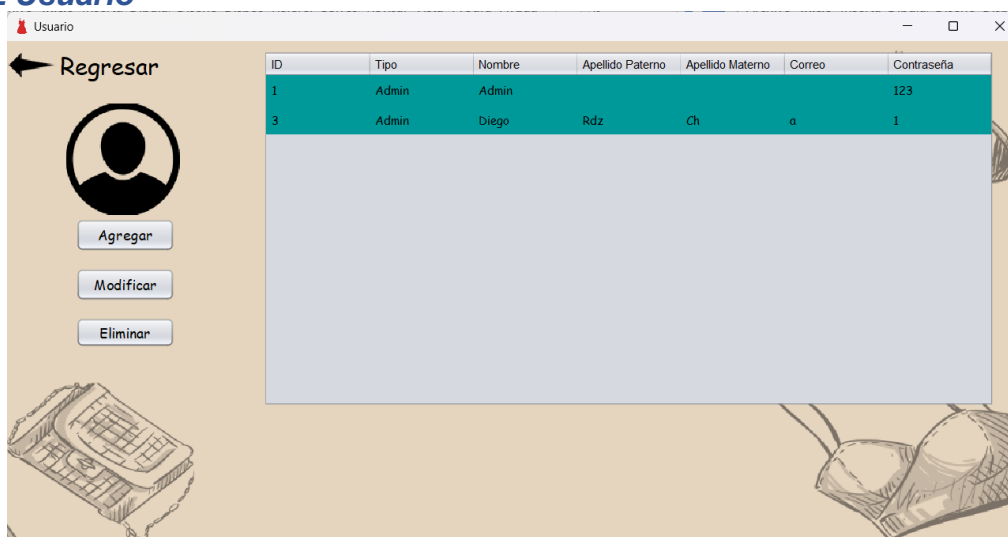 Usuario
Usuario
Regresar
ID Tipo Nombre Apellido Paterno Apellido Materno Correo Contraseña
1 Admin Admin 123
3 Admin Diego Rdz Ch a 1
Agregar
Modificar
Eliminar